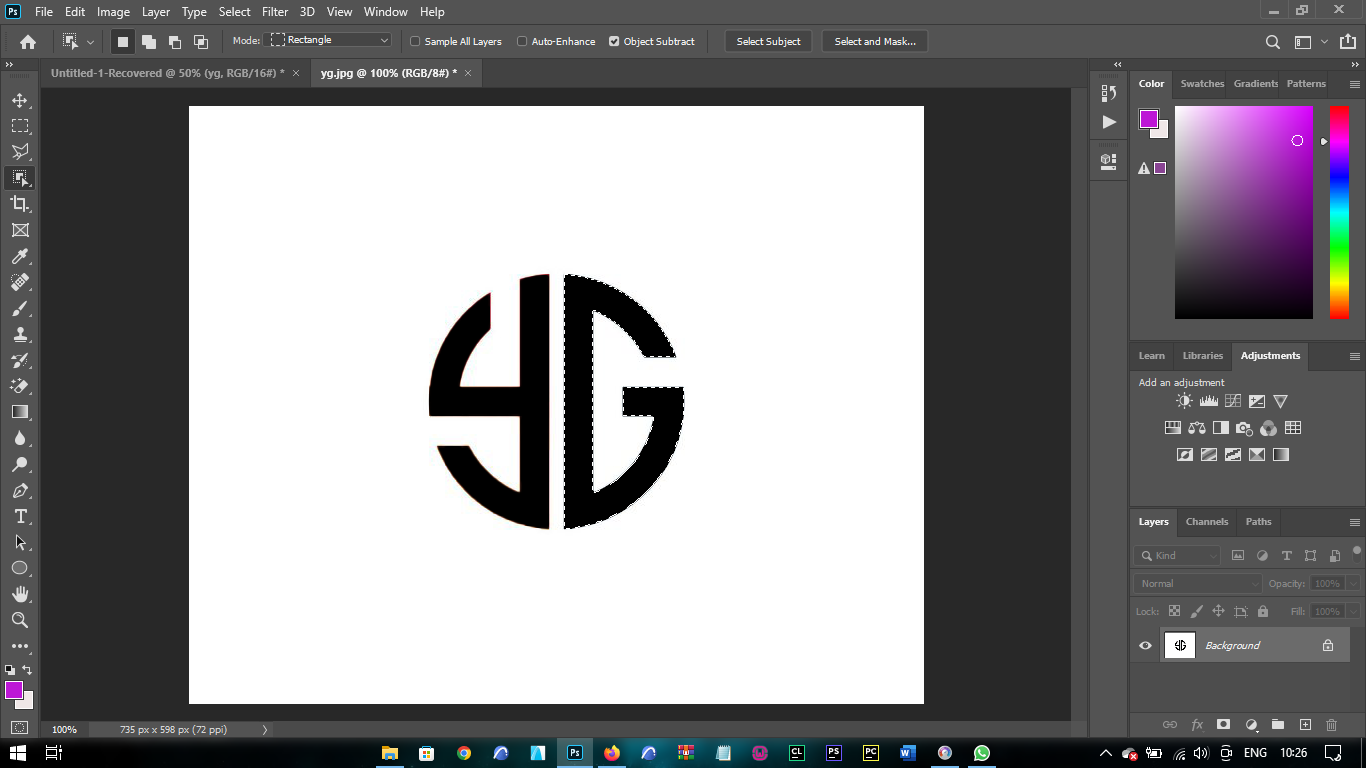 Ps File Edit Image Layer Type Select Filter 3D View Window Help
Mode: Rectangle Sample All Layers Auto-Enhance Object Subtract Select Subject Select and Mask...
Untitled-1-Recovered @ 50% (yg, RGB/16#) * × yg.jpg @ 100% (RGB/8#) * ×
Color Swatches Gradients Patterns
YG
Learn Libraries Adjustments
Add an adjustment
Layers Channels Paths
Kind
Normal Opacity: 100%
Lock: Fill: 100%
Background
100% 735 px x 598 px (72 ppi)
Ps CL PS PC W ENG 10:26